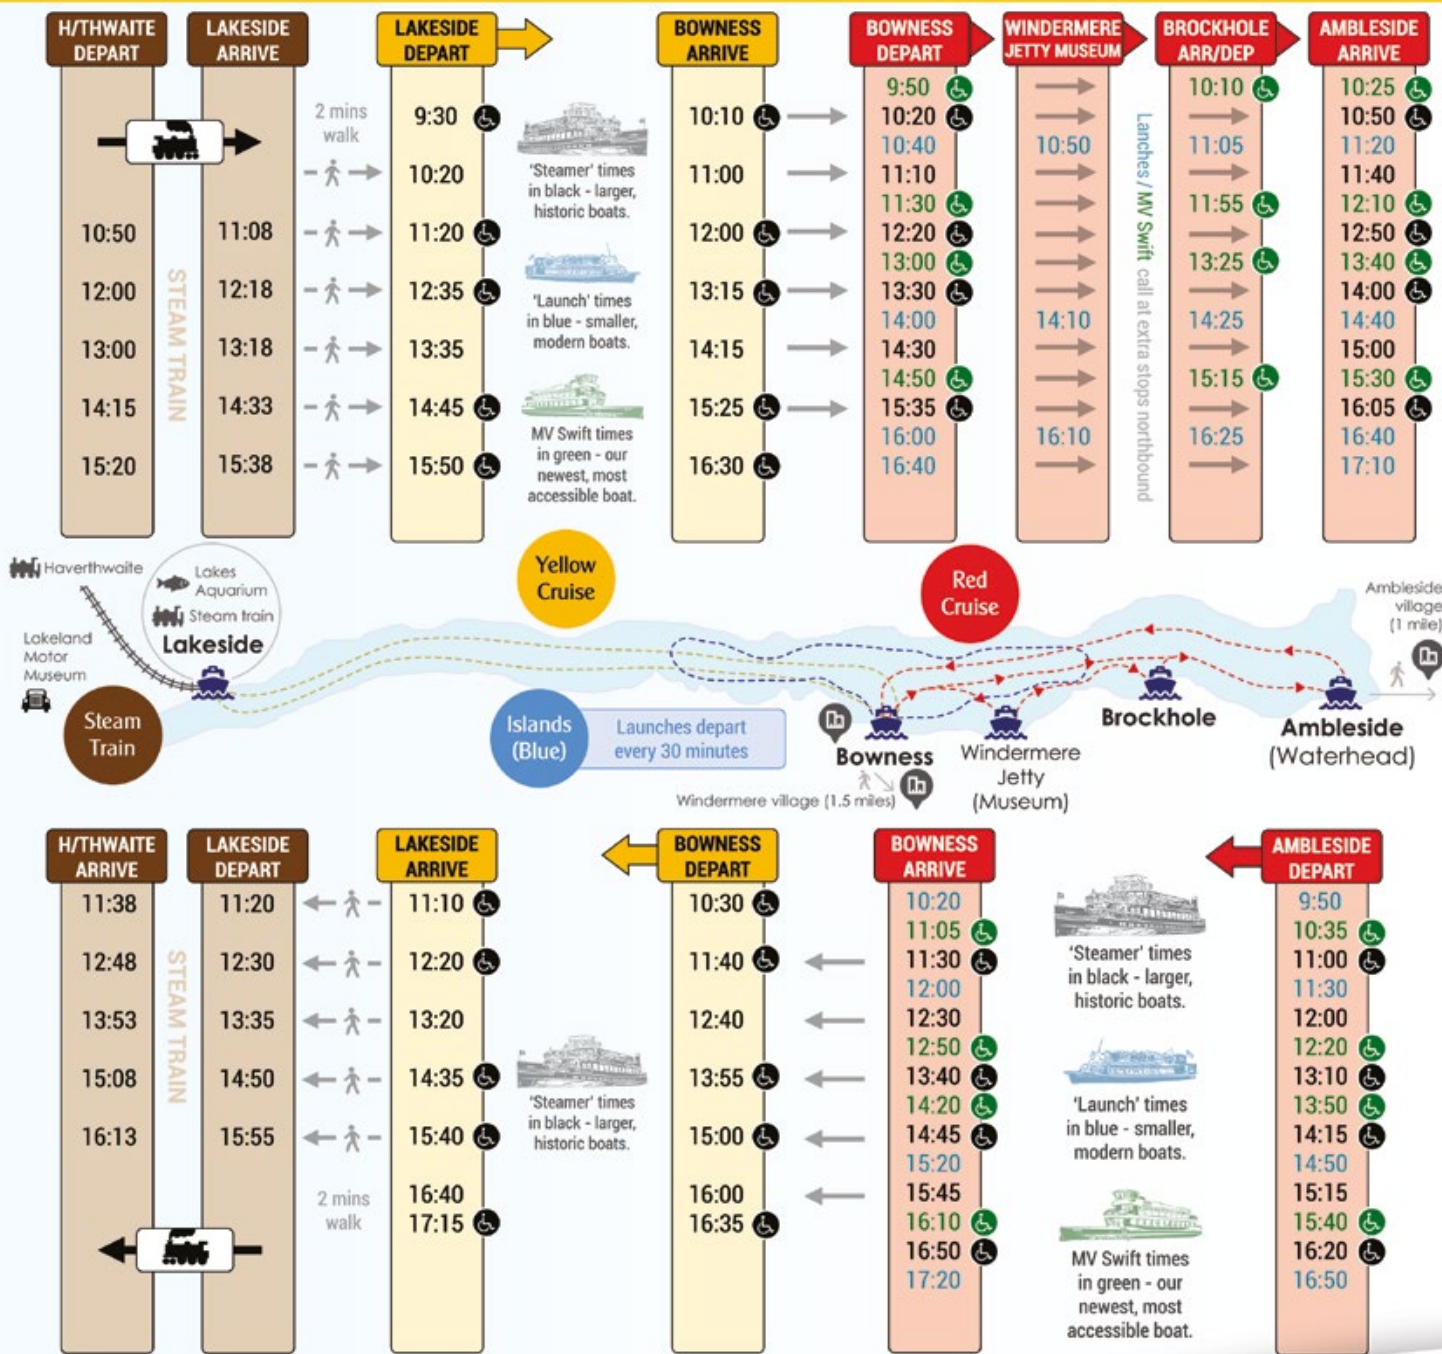 H/THWAITE DEPART
LAKESIDE ARRIVE
LAKESIDE DEPART
BOWNESS ARRIVE
BOWNESS DEPART
WINDERMERE JETTY MUSEUM
BROCKHOLE ARR/DEP
AMBLESIDE ARRIVE
9:50 10:10 10:25
2 mins walk
9:30 10:10 10:20 10:50
10:40 10:50 11:05 11:20
10:20 11:00 11:10 11:40
11:30 11:55 12:10
10:50 11:08 11:20 12:00 12:20 12:50
13:00 13:25 13:40
12:00 12:18 12:35 13:15 13:30 14:00
14:00 14:10 14:25 14:40
13:00 13:18 13:35 14:15 14:30 15:00
14:50 15:15 15:30
14:15 14:33 14:45 15:25 15:35 16:05
16:00 16:10 16:25 16:40
15:20 15:38 15:50 16:30 16:40 17:10
STEAM TRAIN
'Steamer' times
in black - larger,
historic boats.
'Launch' times
in blue - smaller,
modern boats.
MV Swift times
in green - our
newest, most
accessible boat.
Lanches / MV Swift call at extra stops northbound
Haverthwaite
Lakes
Aquarium
Steam train
Lakeside
Lakeland
Motor
Museum
Steam
Train
Yellow
Cruise
Islands
(Blue)
Launches depart
every 30 minutes
Red
Cruise
Bowness
Windermere village (1.5 miles)
Windermere
Jetty
(Museum)
Brockhole
Ambleside
(Waterhead)
Ambleside
village
(1 mile)
H/THWAITE ARRIVE
LAKESIDE DEPART
LAKESIDE ARRIVE
BOWNESS DEPART
BOWNESS ARRIVE
AMBLESIDE DEPART
11:38 11:20 11:10 10:30 10:20 9:50
11:05 10:35
12:48 12:30 12:20 11:40 11:30 11:00
12:00 11:30
13:53 13:35 13:20 12:40 12:30 12:00
12:50 12:20
15:08 14:50 14:35 13:55 13:40 13:10
14:20 13:50
16:13 15:55 15:40 15:00 14:45 14:15
15:20 14:50
2 mins walk
16:40 16:00 15:45 15:15
17:15 16:35 16:10 15:40
16:50 16:20
17:20 16:50
STEAM TRAIN
'Steamer' times
in black - larger,
historic boats.
'Steamer' times
in black - larger,
historic boats.
'Launch' times
in blue - smaller,
modern boats.
MV Swift times
in green - our
newest, most
accessible boat.